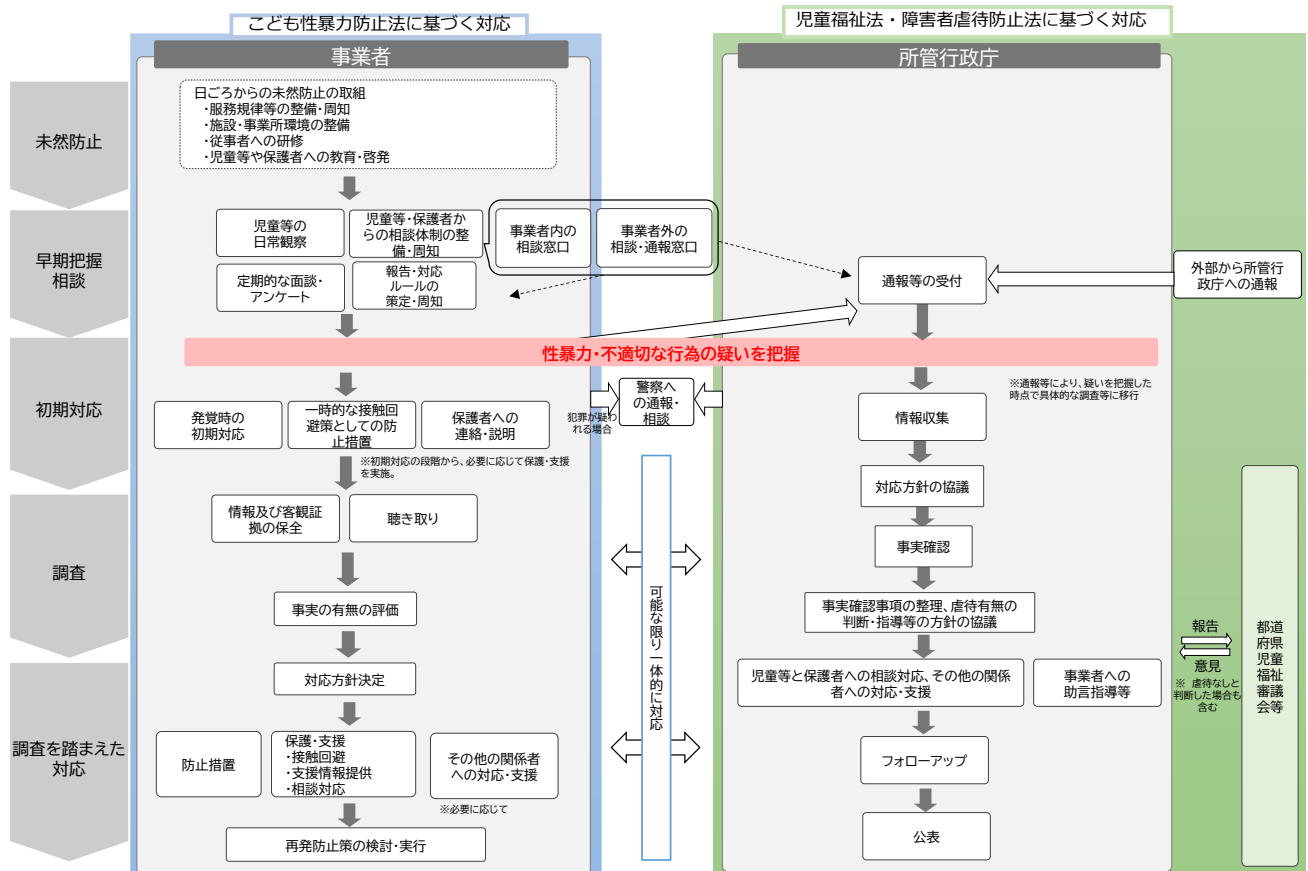 こども性暴力防止法に基づく対応
児童福祉法・障害者虐待防止法に基づく対応
事業者
所管行政庁
未然防止
日ごろからの未然防止の取組
・服務規律等の整備・周知
・施設・事業所環境の整備
・従事者への研修
・児童等や保護者への教育・啓発
早期把握
相談
児童等の
日常観察
児童等・保護者か
らの相談体制の整
備・周知
事業者内の
相談窓口
事業者外の
相談・通報窓口
定期的な面談・
アンケート
報告・対応
ルールの
策定・周知
通報等の受付
外部から所管行
政庁への通報
性暴力・不適切な行為の疑いを把握
初期対応
発覚時の
初期対応
一時的な接触回
避策としての防
止措置
保護者への
連絡・説明
犯罪が疑わ
れる場合
警察へ
の通報・
相談
※通報等により、疑いを把握した
時点で具体的な調査等に移行
情報収集
※初期対応の段階から、必要に応じて保護・支援
を実施。
対応方針の協議
調査
情報及び客観証
拠の保全
聴き取り
事実確認
事実の有無の評価
事実確認事項の整理、虐待有無の
判断・指導等の方針の協議
可能な限り一体的に対応
報告
意見
※ 虐待なしと
判断した場合も
含む
都道府県児童福祉審議会等
対応方針決定
児童等と保護者への相談対応、その他の関係
者への対応・支援
事業者への
助言指導等
調査を踏まえた
対応
防止措置
保護・支援
・接触回避
・支援情報提供
・相談対応
その他の関係者
への対応・支援
※必要に応じて
フォローアップ
再発防止策の検討・実行
公表